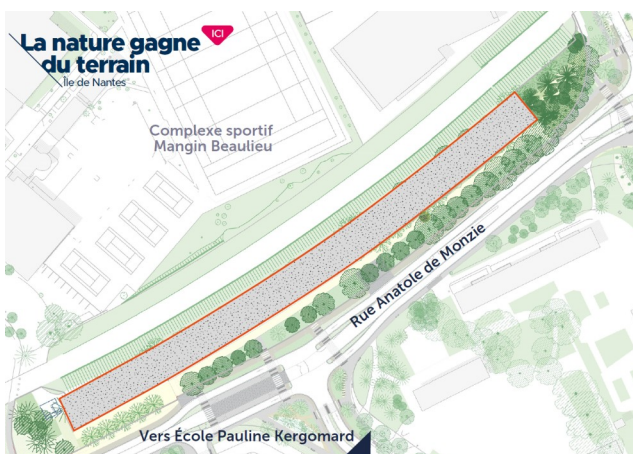 La nature gagne
ICI
du terrain
Île de Nantes
Complexe sportif
Mangin Beaulieu
Rue Anatole de Monzie
Vers École Pauline Kergomard